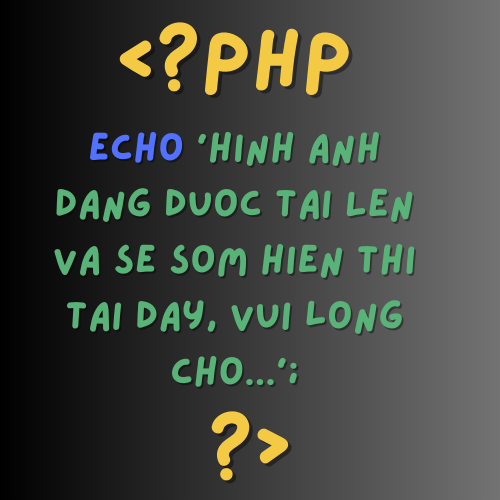 <?PHP
ECHO 'HINH ANH
DANG DUOC TAI LEN
VA SE SOM HIEN THI
TAI DAY, VUI LONG
CHO...';
?>